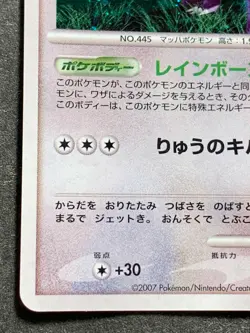 NO.445 マッハポケモン 高さ：1.
ポケボディー レインボー
このポケモンが、このポケモンのエネルギーと同
モンに、ワザによるダメージを与えるとき、その
このボディーは、このポケモンに特殊エネルギー
りゅうのキ
からだを おりたたみ つばさを のばすと
まるで ジェットき。おんそくで とぶこ
弱点 抵抗力
+30
©2007 Pokémon/Nintendo/Crea